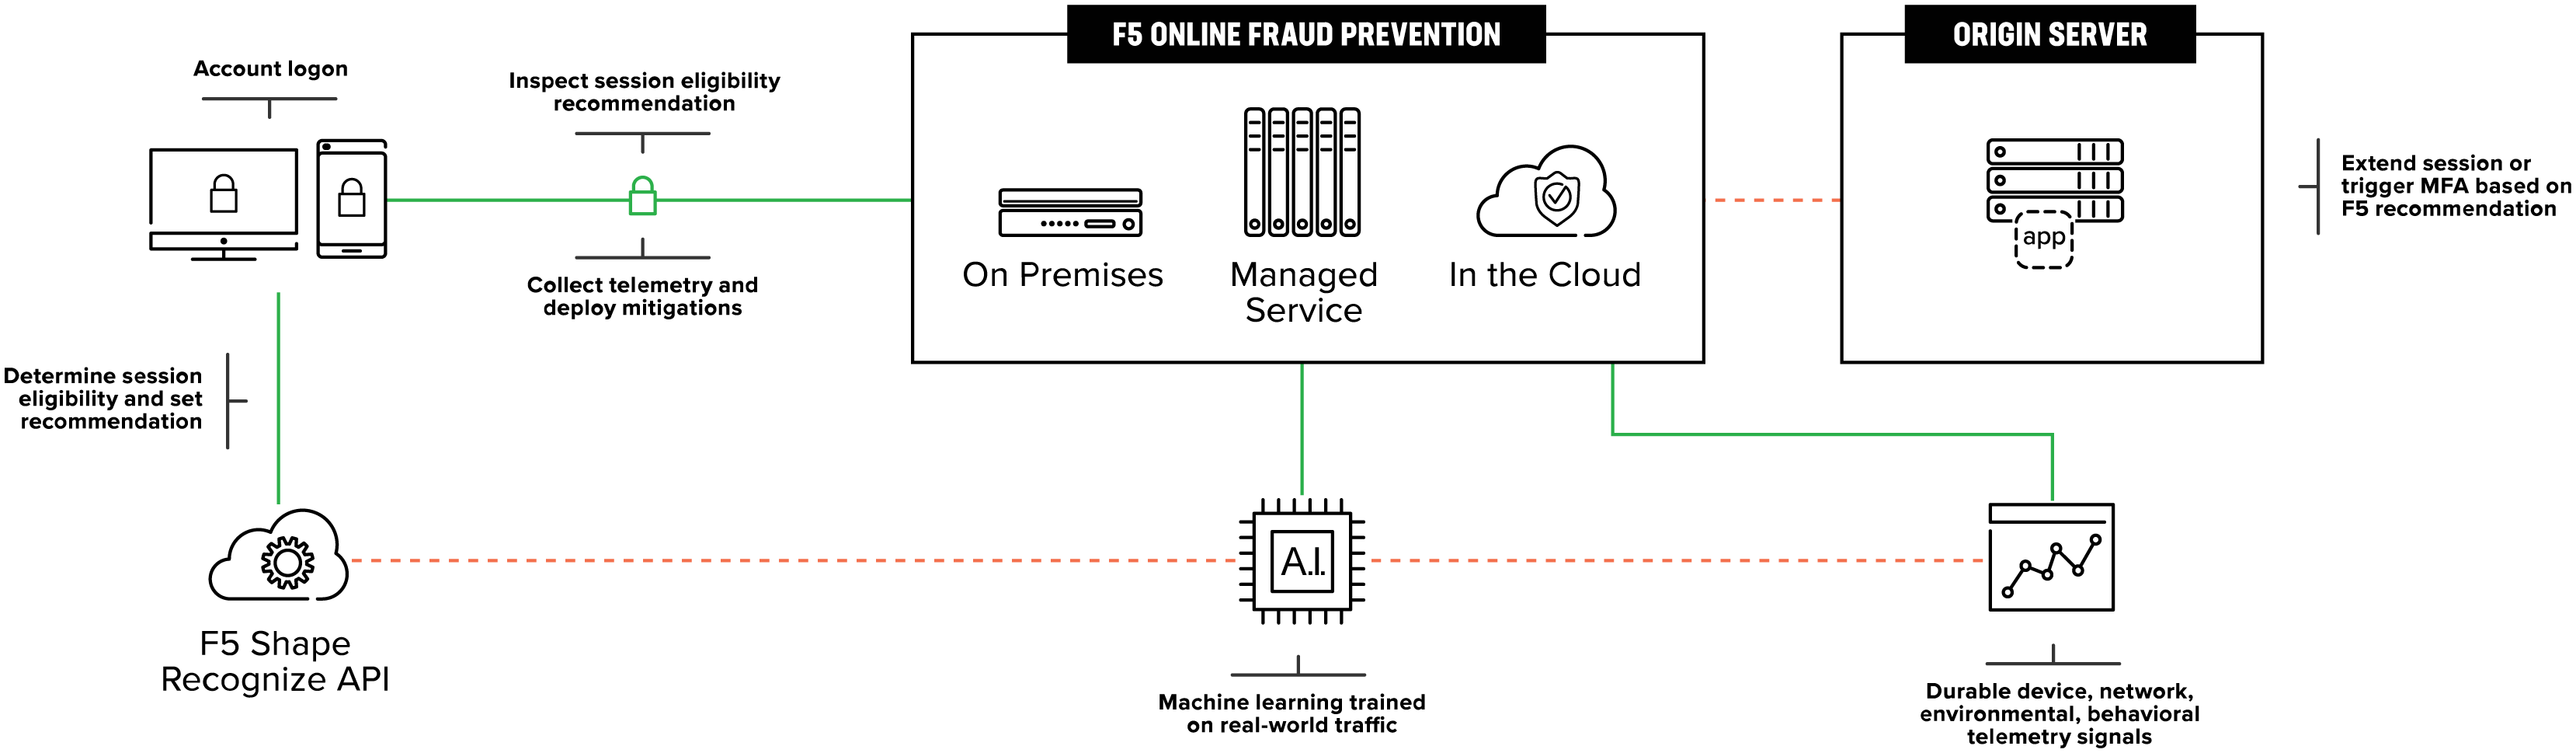 F5 ONLINE FRAUD PREVENTION
ORIGIN SERVER
Account logon
Inspect session eligibility
recommendation
Collect telemetry and
deploy mitigations
On Premises
Managed
Service
In the Cloud
app
Extend session or
trigger MFA based on
F5 recommendation
Determine session
eligibility and set
recommendation
F5 Shape
Recognize API
A.I.
Machine learning trained
on real-world traffic
Durable device, network,
environmental, behavioral
telemetry signals